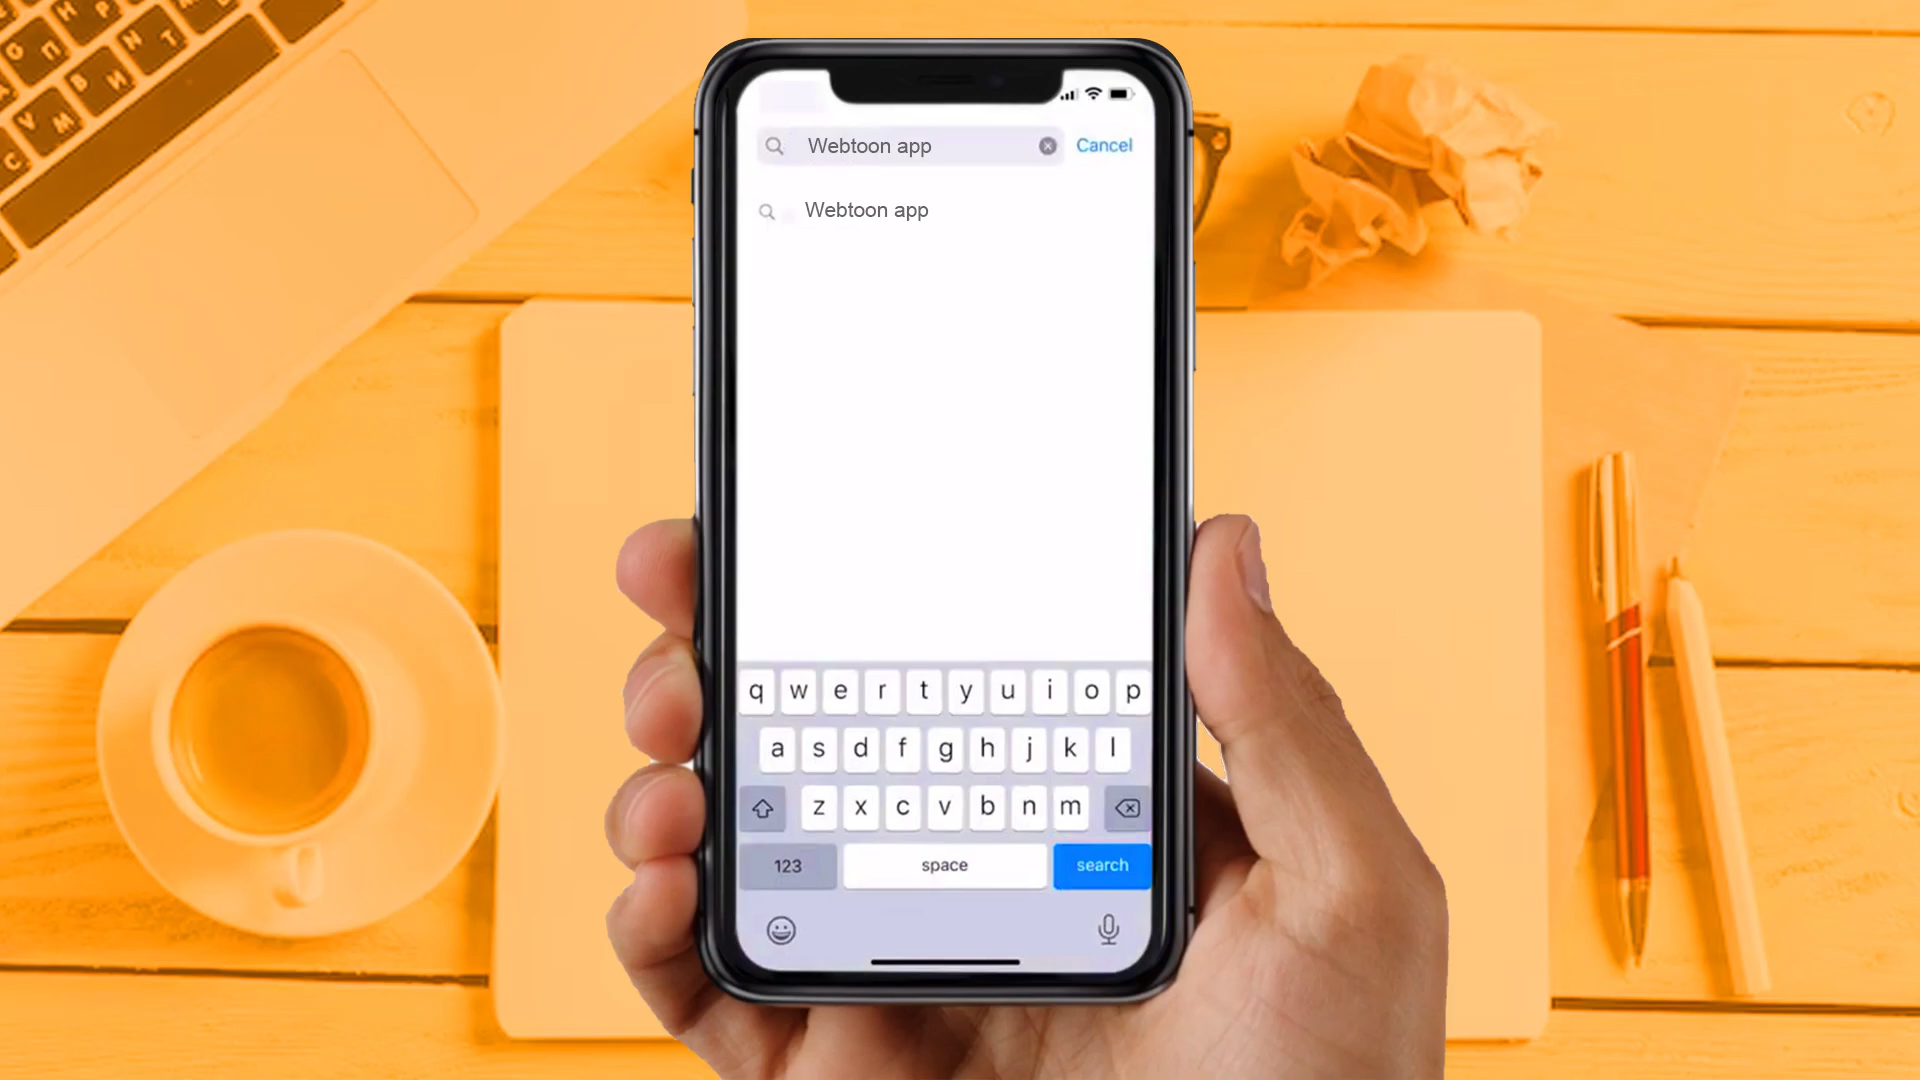 Webtoon app
Cancel
Webtoon app
q w e r t y u i o p
a s d f g h j k l
z x c v b n m
123 space search